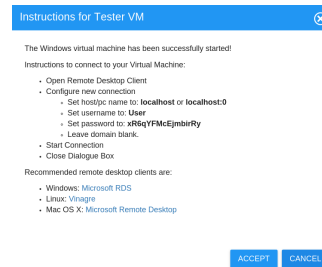 Instructions for Tester VM
The Windows virtual machine has been successfully started!
Instructions to connect to your Virtual Machine:
Open Remote Desktop Client
Configure new connection
Set host/pc name to: localhost or localhost:0
Set username to: User
Set password to: xR6qYFMcEjmbirRy
Leave domain blank.
Start Connection
Close Dialogue Box
Recommended remote desktop clients are:
Windows: Microsoft RDS
Linux: Vinagre
Mac OS X: Microsoft Remote Desktop
ACCEPT CANCEL